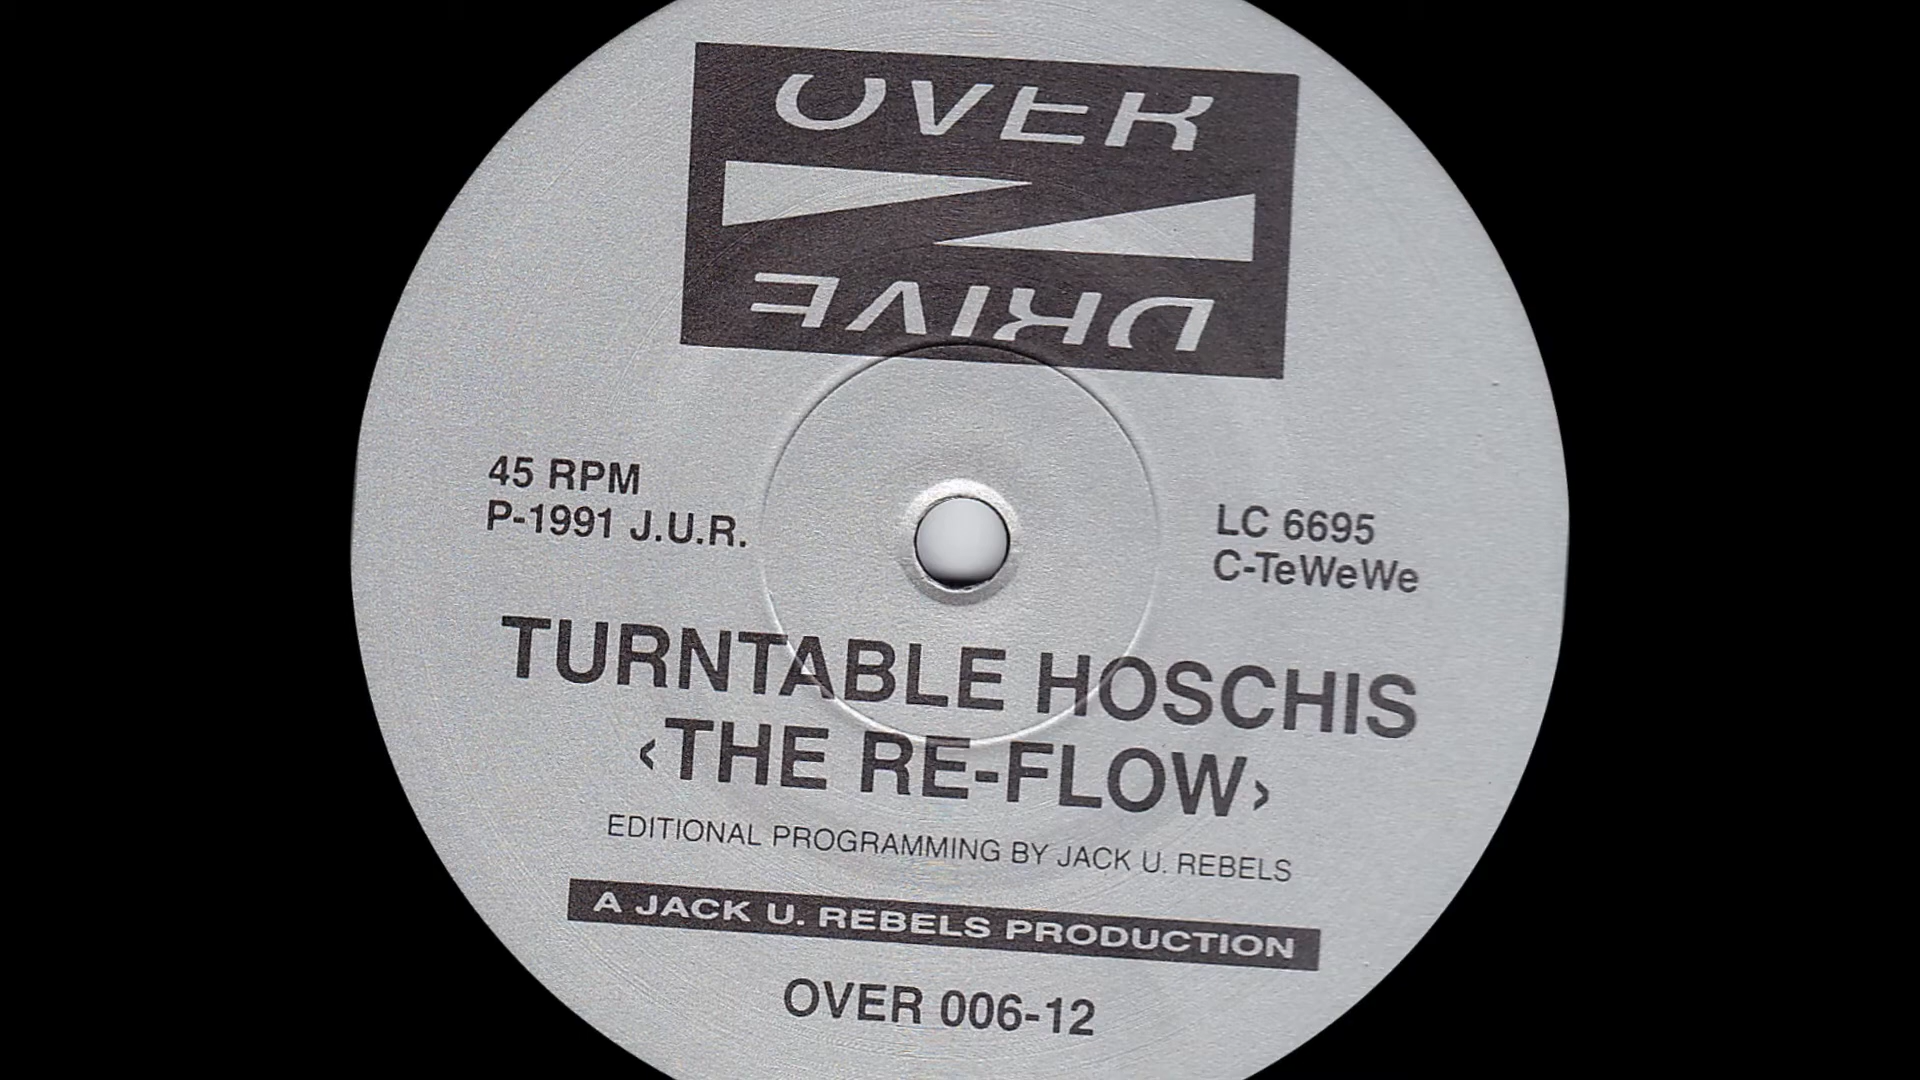 OVER
DRIVE
45 RPM
P-1991 J.U.R.
LC 6695
C-TeWeWe
TURNTABLE HOSCHIS
‹THE RE-FLOW›
EDITIONAL PROGRAMMING BY JACK U. REBELS
A JACK U. REBELS PRODUCTION
OVER 006-12